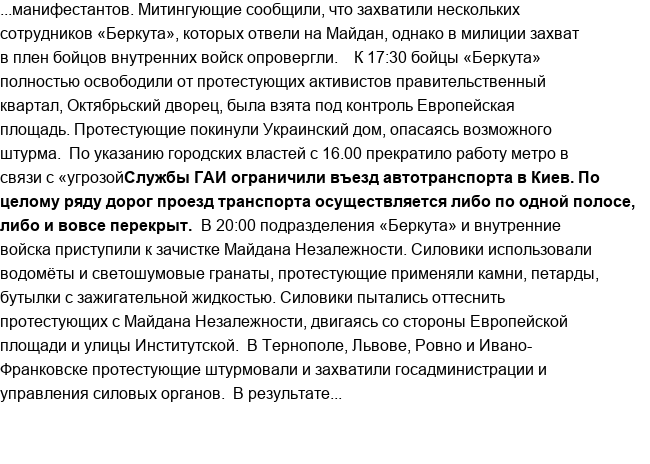 ...манифестантов. Митингующие сообщили, что захватили нескольких
сотрудников «Беркута», которых отвели на Майдан, однако в милиции захват
в плен бойцов внутренних войск опровергли.    К 17:30 бойцы «Беркута»
полностью освободили от протестующих активистов правительственный
квартал, Октябрьский дворец, была взята под контроль Европейская
площадь. Протестующие покинули Украинский дом, опасаясь возможного
штурма.  По указанию городских властей с 16.00 прекратило работу метро в
связи с «угрозойСлужбы ГАИ ограничили въезд автотранспорта в Киев. По
целому ряду дорог проезд транспорта осуществляется либо по одной полосе,
либо и вовсе перекрыт.  В 20:00 подразделения «Беркута» и внутренние
войска приступили к зачистке Майдана Незалежности. Силовики использовали
водомёты и светошумовые гранаты, протестующие применяли камни, петарды,
бутылки с зажигательной жидкостью. Силовики пытались оттеснить
протестующих с Майдана Незалежности, двигаясь со стороны Европейской
площади и улицы Институтской.  В Тернополе, Львове, Ровно и Ивано-
Франковске протестующие штурмовали и захватили госадминистрации и
управления силовых органов.  В результате...